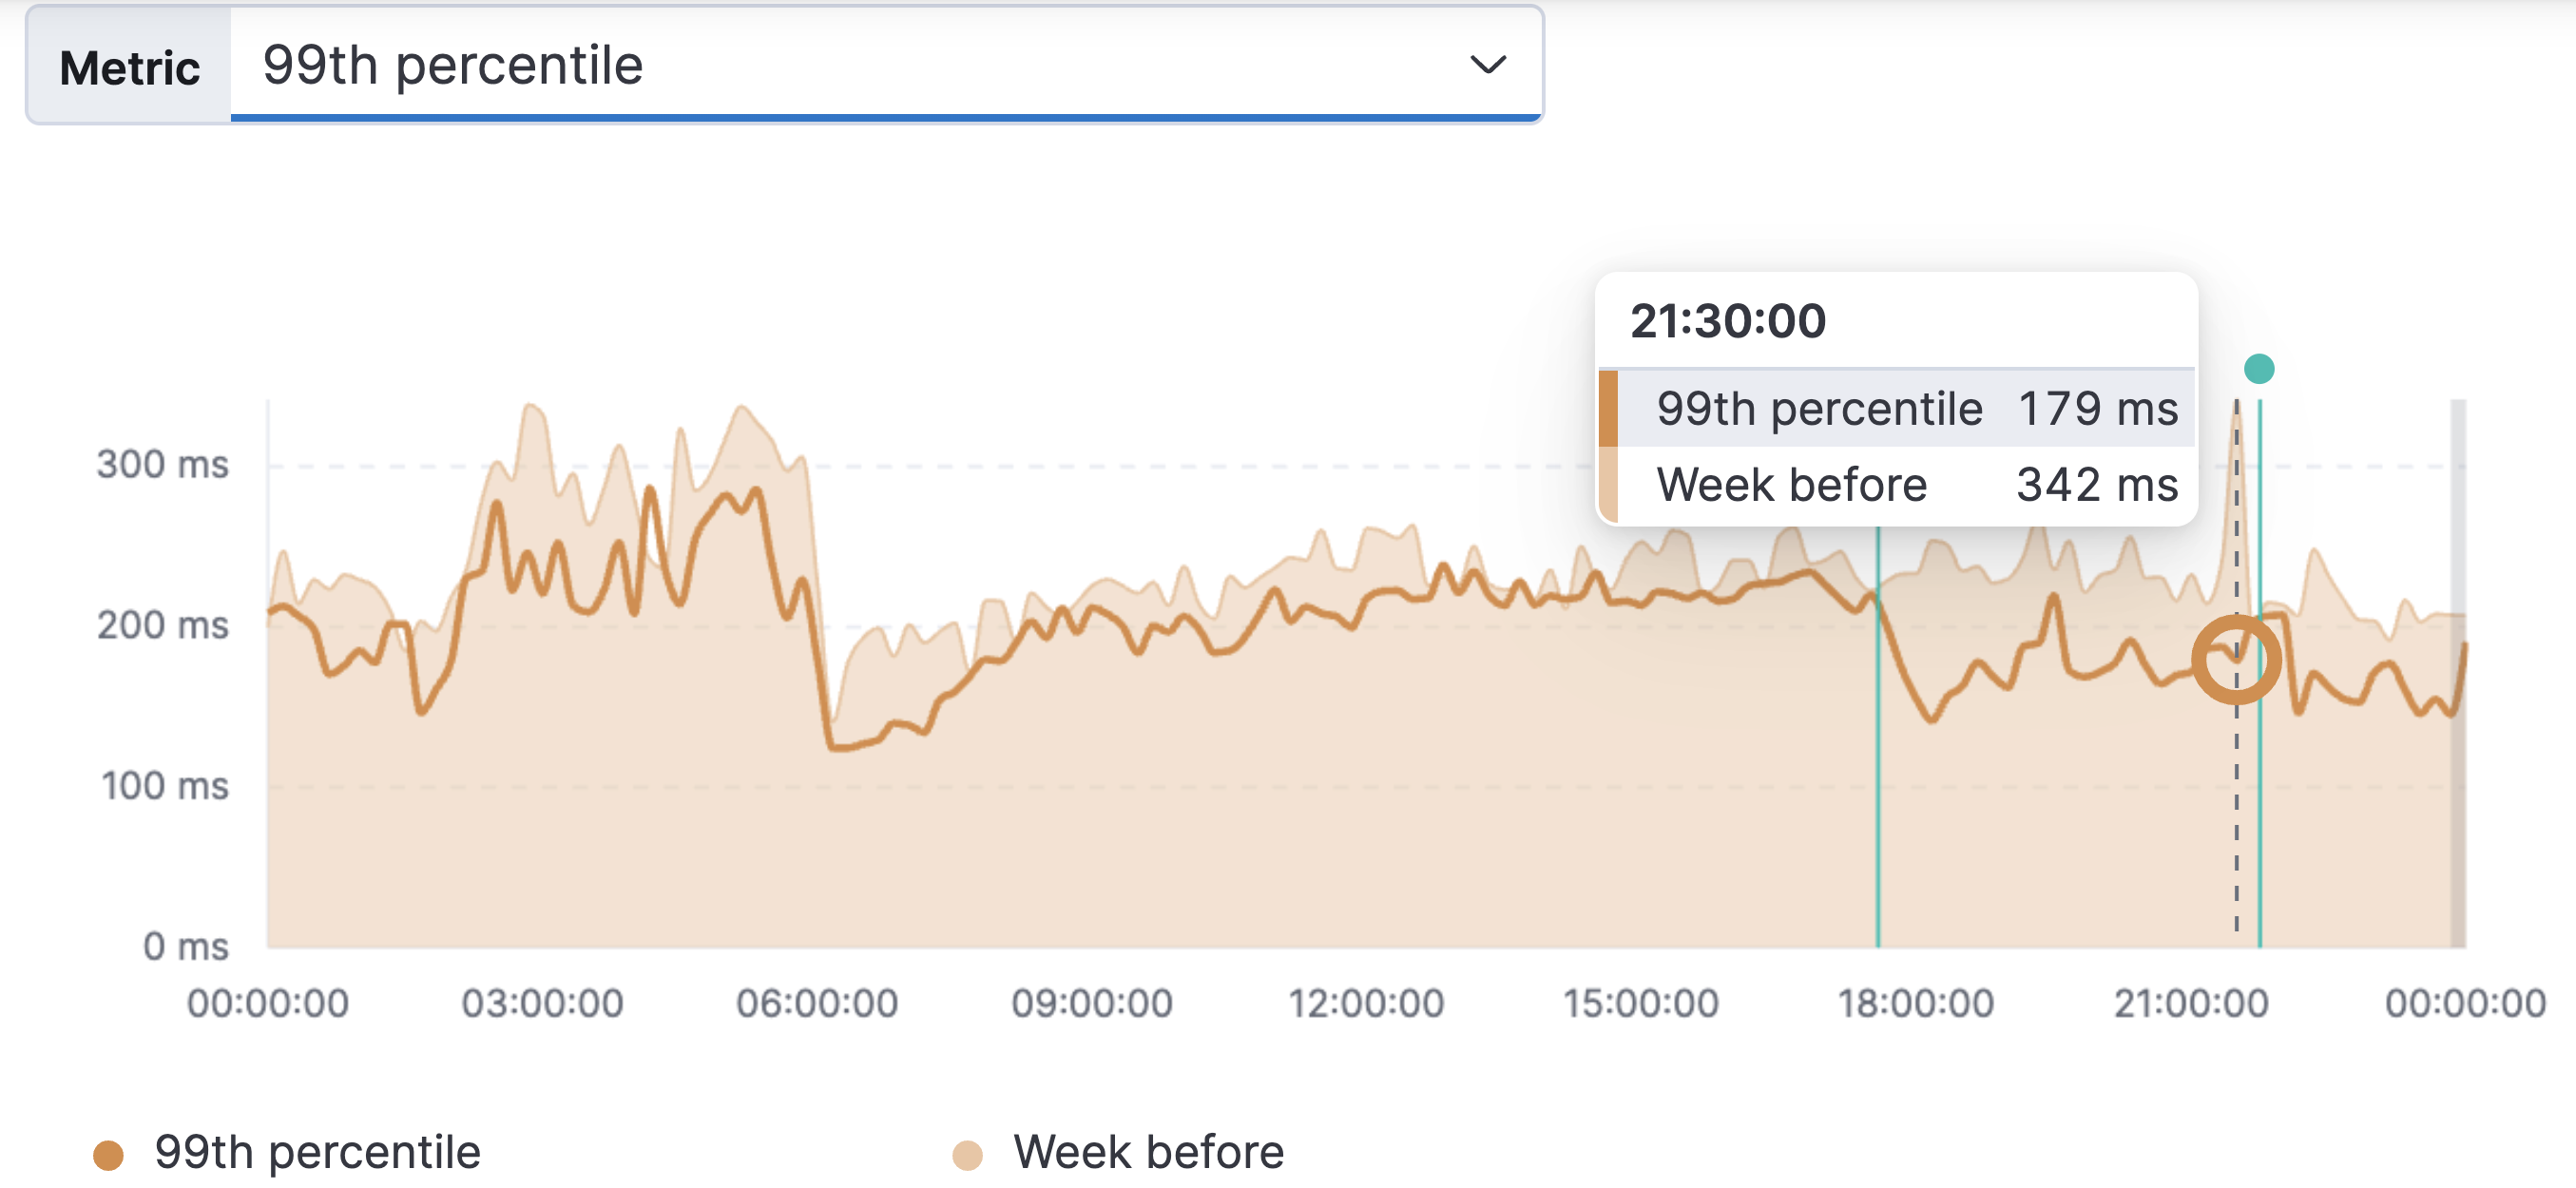 Metric 99th percentile
21:30:00
99th percentile 179 ms
Week before 342 ms
300 ms
200 ms
100 ms
0 ms
00:00:00 03:00:00 06:00:00 09:00:00 12:00:00 15:00:00 18:00:00 21:00:00 00:00:00
99th percentile Week before